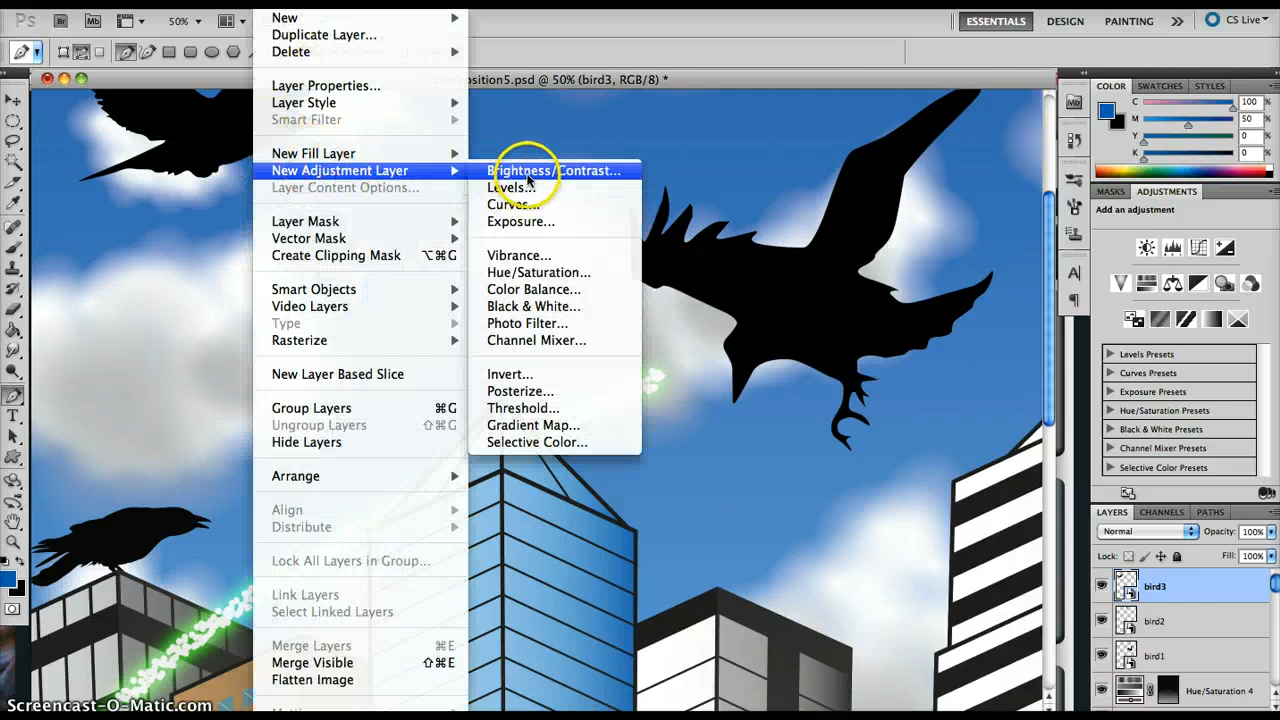 Ps Br Mb 50% ESSENTIALS DESIGN PAINTING CS Live
position5.psd @ 50% (bird3, RGB/8) *
New
Duplicate Layer...
Delete
Layer Properties...
Layer Style
Smart Filter
New Fill Layer
New Adjustment Layer
Layer Content Options...
Layer Mask
Vector Mask
Create Clipping Mask ⌥⌘G
Smart Objects
Video Layers
Type
Rasterize
New Layer Based Slice
Group Layers ⌘G
Ungroup Layers ⇧⌘G
Hide Layers
Arrange
Align
Distribute
Lock All Layers in Group...
Link Layers
Select Linked Layers
Merge Layers ⌘E
Merge Visible ⇧⌘E
Flatten Image
Brightness/Contrast...
Levels...
Curves...
Exposure...
Vibrance...
Hue/Saturation...
Color Balance...
Black & White...
Photo Filter...
Channel Mixer...
Invert...
Posterize...
Threshold...
Gradient Map...
Selective Color...
COLOR SWATCHES STYLES
C 100 %
M 50 %
Y 0 %
K 0 %
MASKS ADJUSTMENTS
Add an adjustment
Levels Presets
Curves Presets
Exposure Presets
Hue/Saturation Presets
Black & White Presets
Channel Mixer Presets
Selective Color Presets
LAYERS CHANNELS PATHS
Normal Opacity: 100%
Lock: Fill: 100%
bird3
bird2
bird1
Hue/Saturation 4
Screencast-O-Matic.com